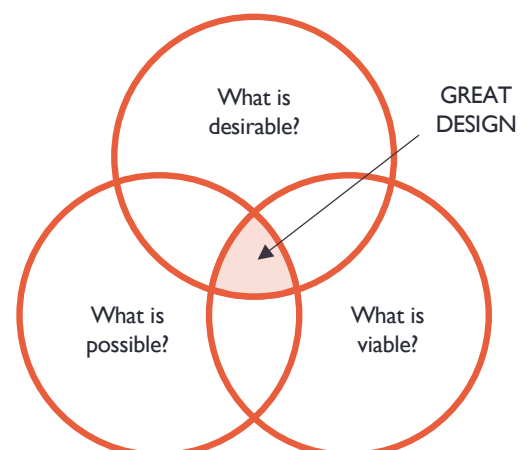 What is
desirable?
GREAT
DESIGN
What is
possible?
What is
viable?